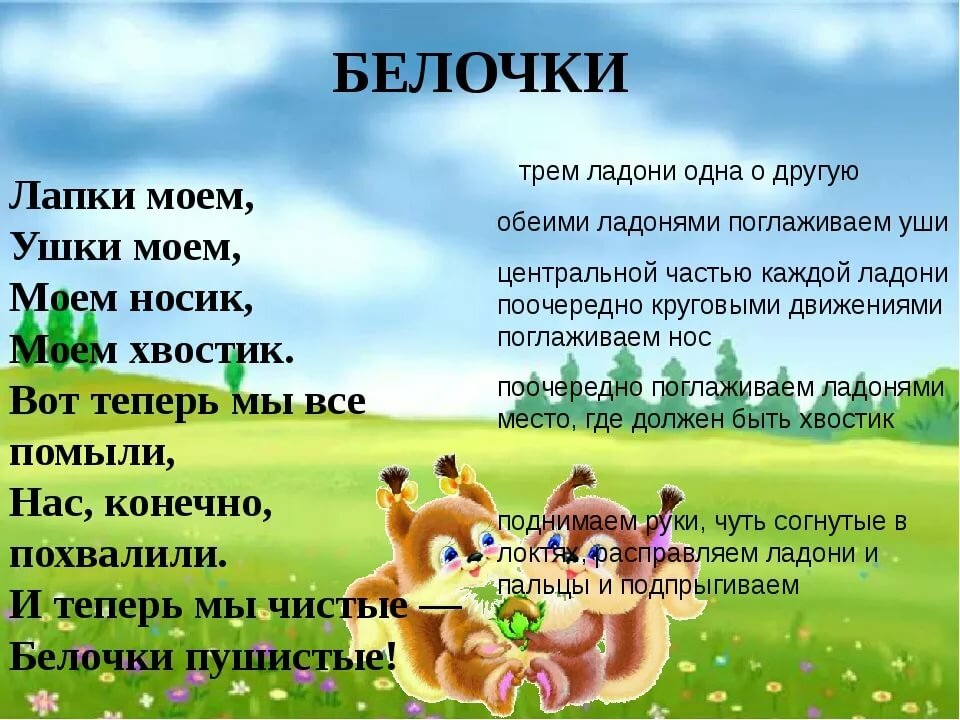 БЕЛОЧКИ
Лапки моем,
Ушки моем,
Моем носик,
Моем хвостик.
Вот теперь мы все
помыли,
Нас, конечно,
похвалили.
И теперь мы чистые —
Белочки пушистые!
трем ладони одна о другую
обеими ладонями поглаживаем уши
центральной частью каждой ладони
поочередно круговыми движениями
поглаживаем нос
поочередно поглаживаем ладонями
место, где должен быть хвостик
поднимаем руки, чуть согнутые в
локтях, расправляем ладони и
пальцы и подпрыгиваем